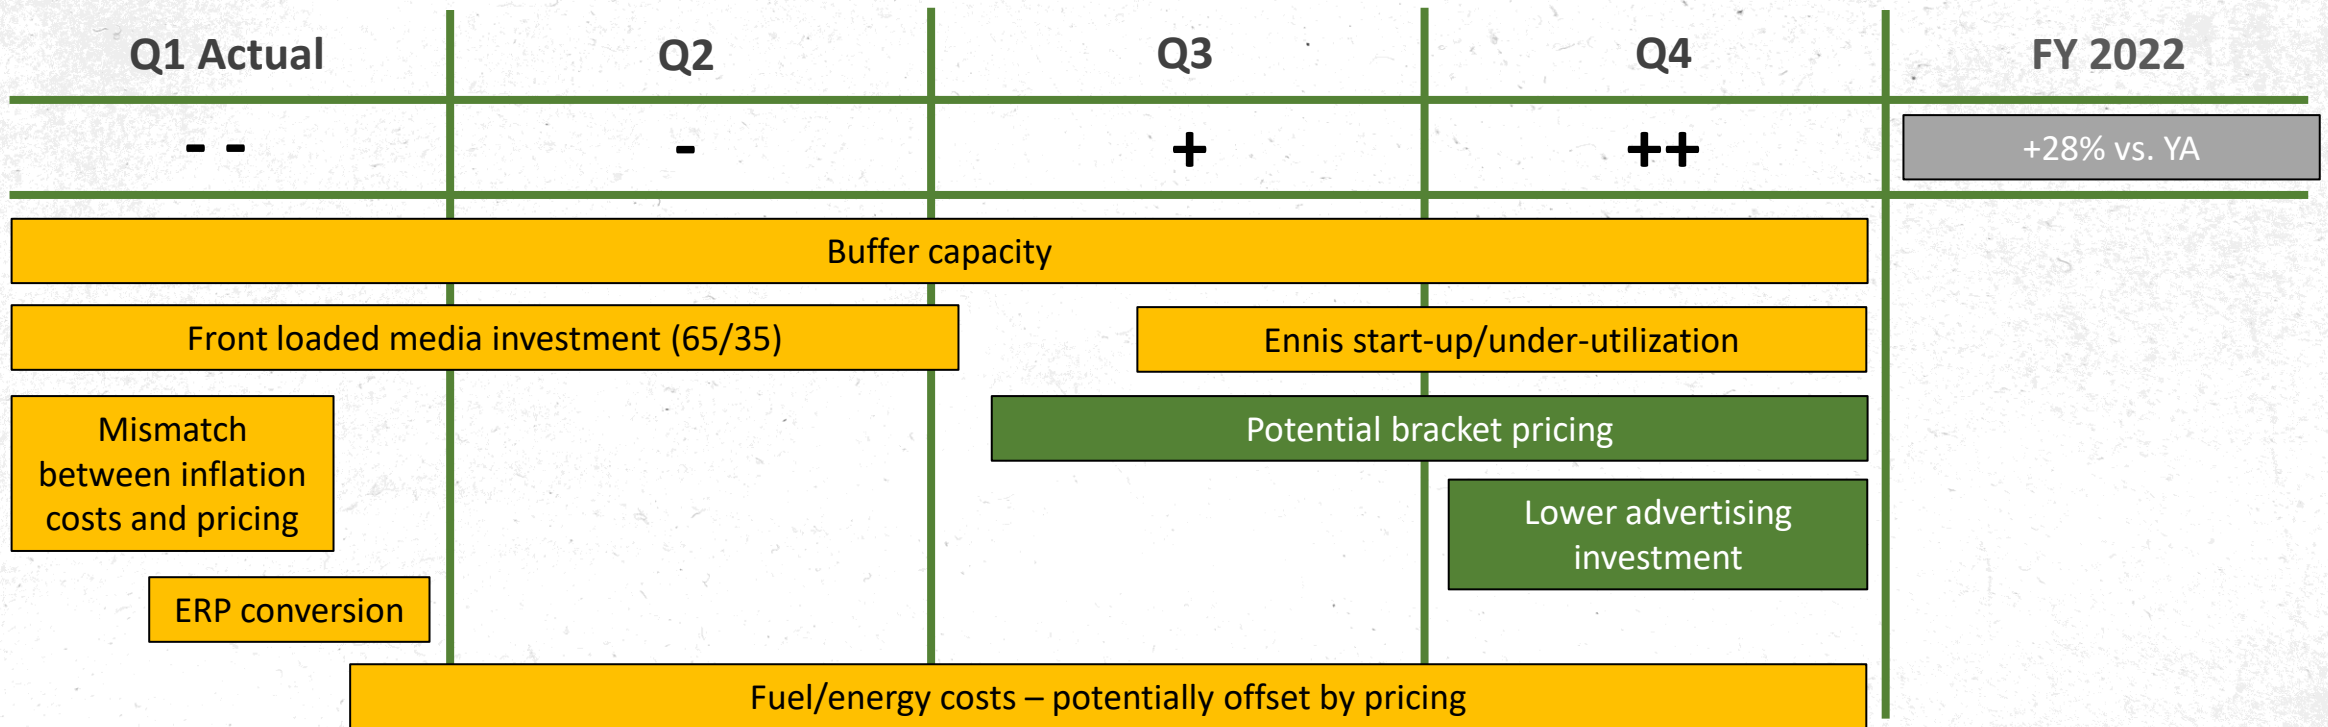 Q1 Actual
Q2
Q3
Q4
FY 2022
- -
-
+
++
+28% vs. YA
Buffer capacity
Front loaded media investment (65/35)
Ennis start-up/under-utilization
Mismatch
between inflation
costs and pricing
Potential bracket pricing
Lower advertising
investment
ERP conversion
Fuel/energy costs – potentially offset by pricing